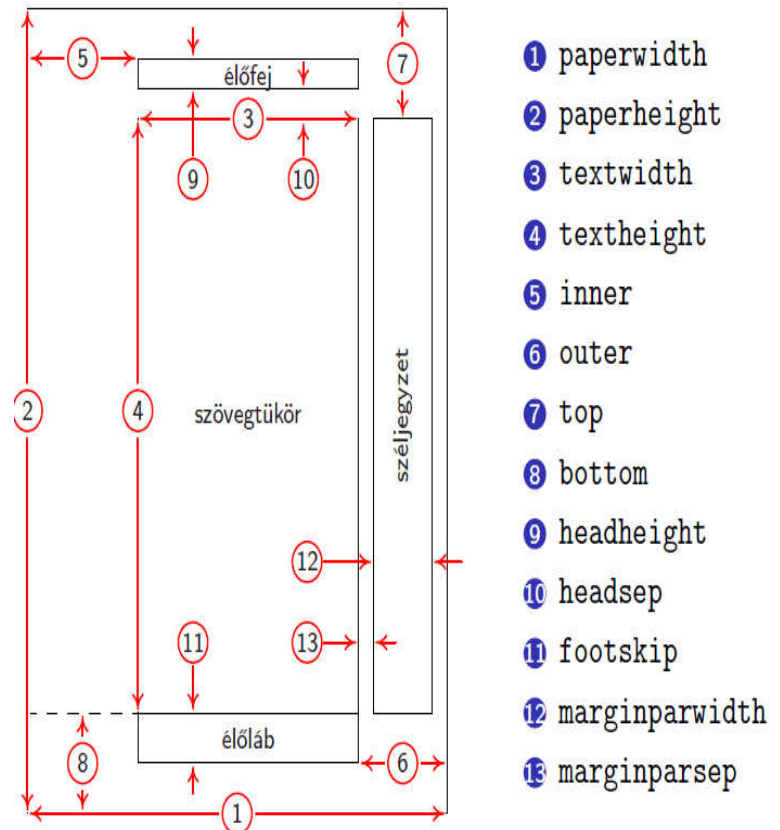 5
élőfej
7
3
9
10
2
4
szövegtükör
széljegyzet
12
11
13
élőláb
8
6
1
1 paperwidth
2 paperheight
3 textwidth
4 textheight
5 inner
6 outer
7 top
8 bottom
9 headheight
10 headsep
11 footskip
12 marginparwidth
13 marginparsep